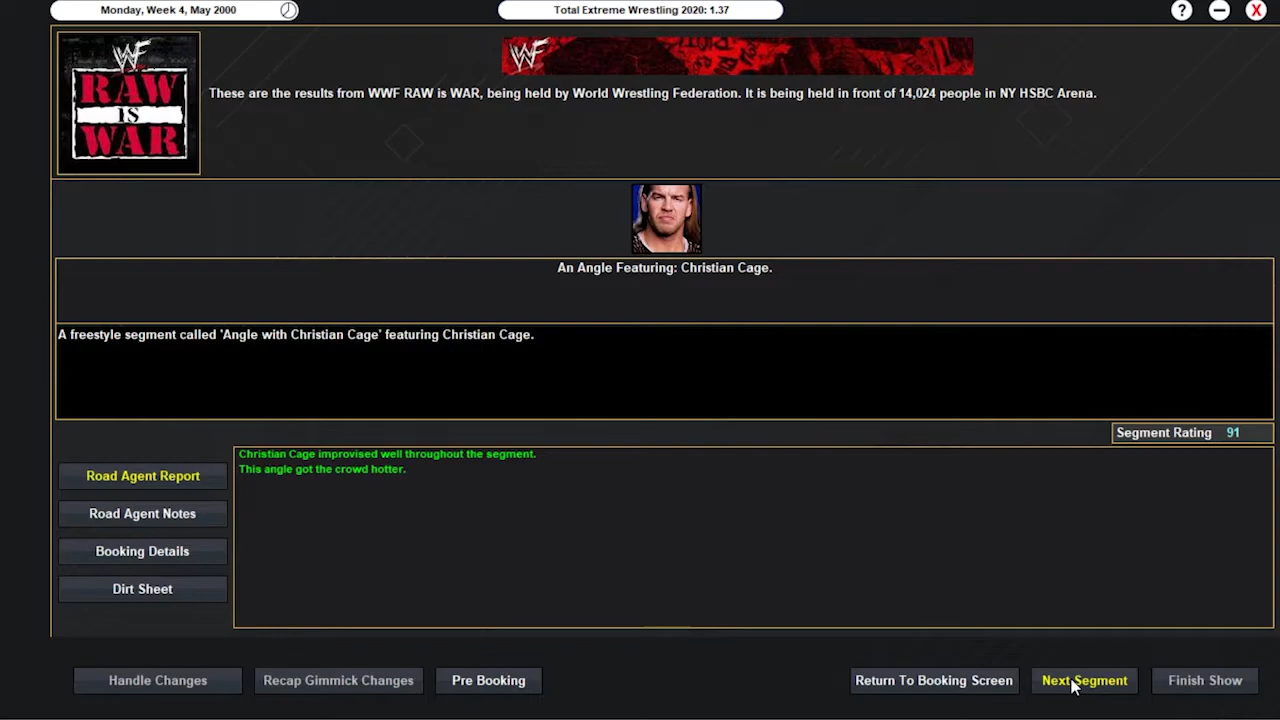 Monday, Week 4, May 2000
Total Extreme Wrestling 2020: 1.37
?
X
WF
RAW
IS
WAR
WF
These are the results from WWF RAW is WAR, being held by World Wrestling Federation. It is being held in front of 14,024 people in NY HSBC Arena.
An Angle Featuring: Christian Cage.
A freestyle segment called 'Angle with Christian Cage' featuring Christian Cage.
Segment Rating 91
Road Agent Report
Road Agent Notes
Booking Details
Dirt Sheet
Christian Cage improvised well throughout the segment.
This angle got the crowd hotter.
Handle Changes
Recap Gimmick Changes
Pre Booking
Return To Booking Screen
Next Segment
Finish Show